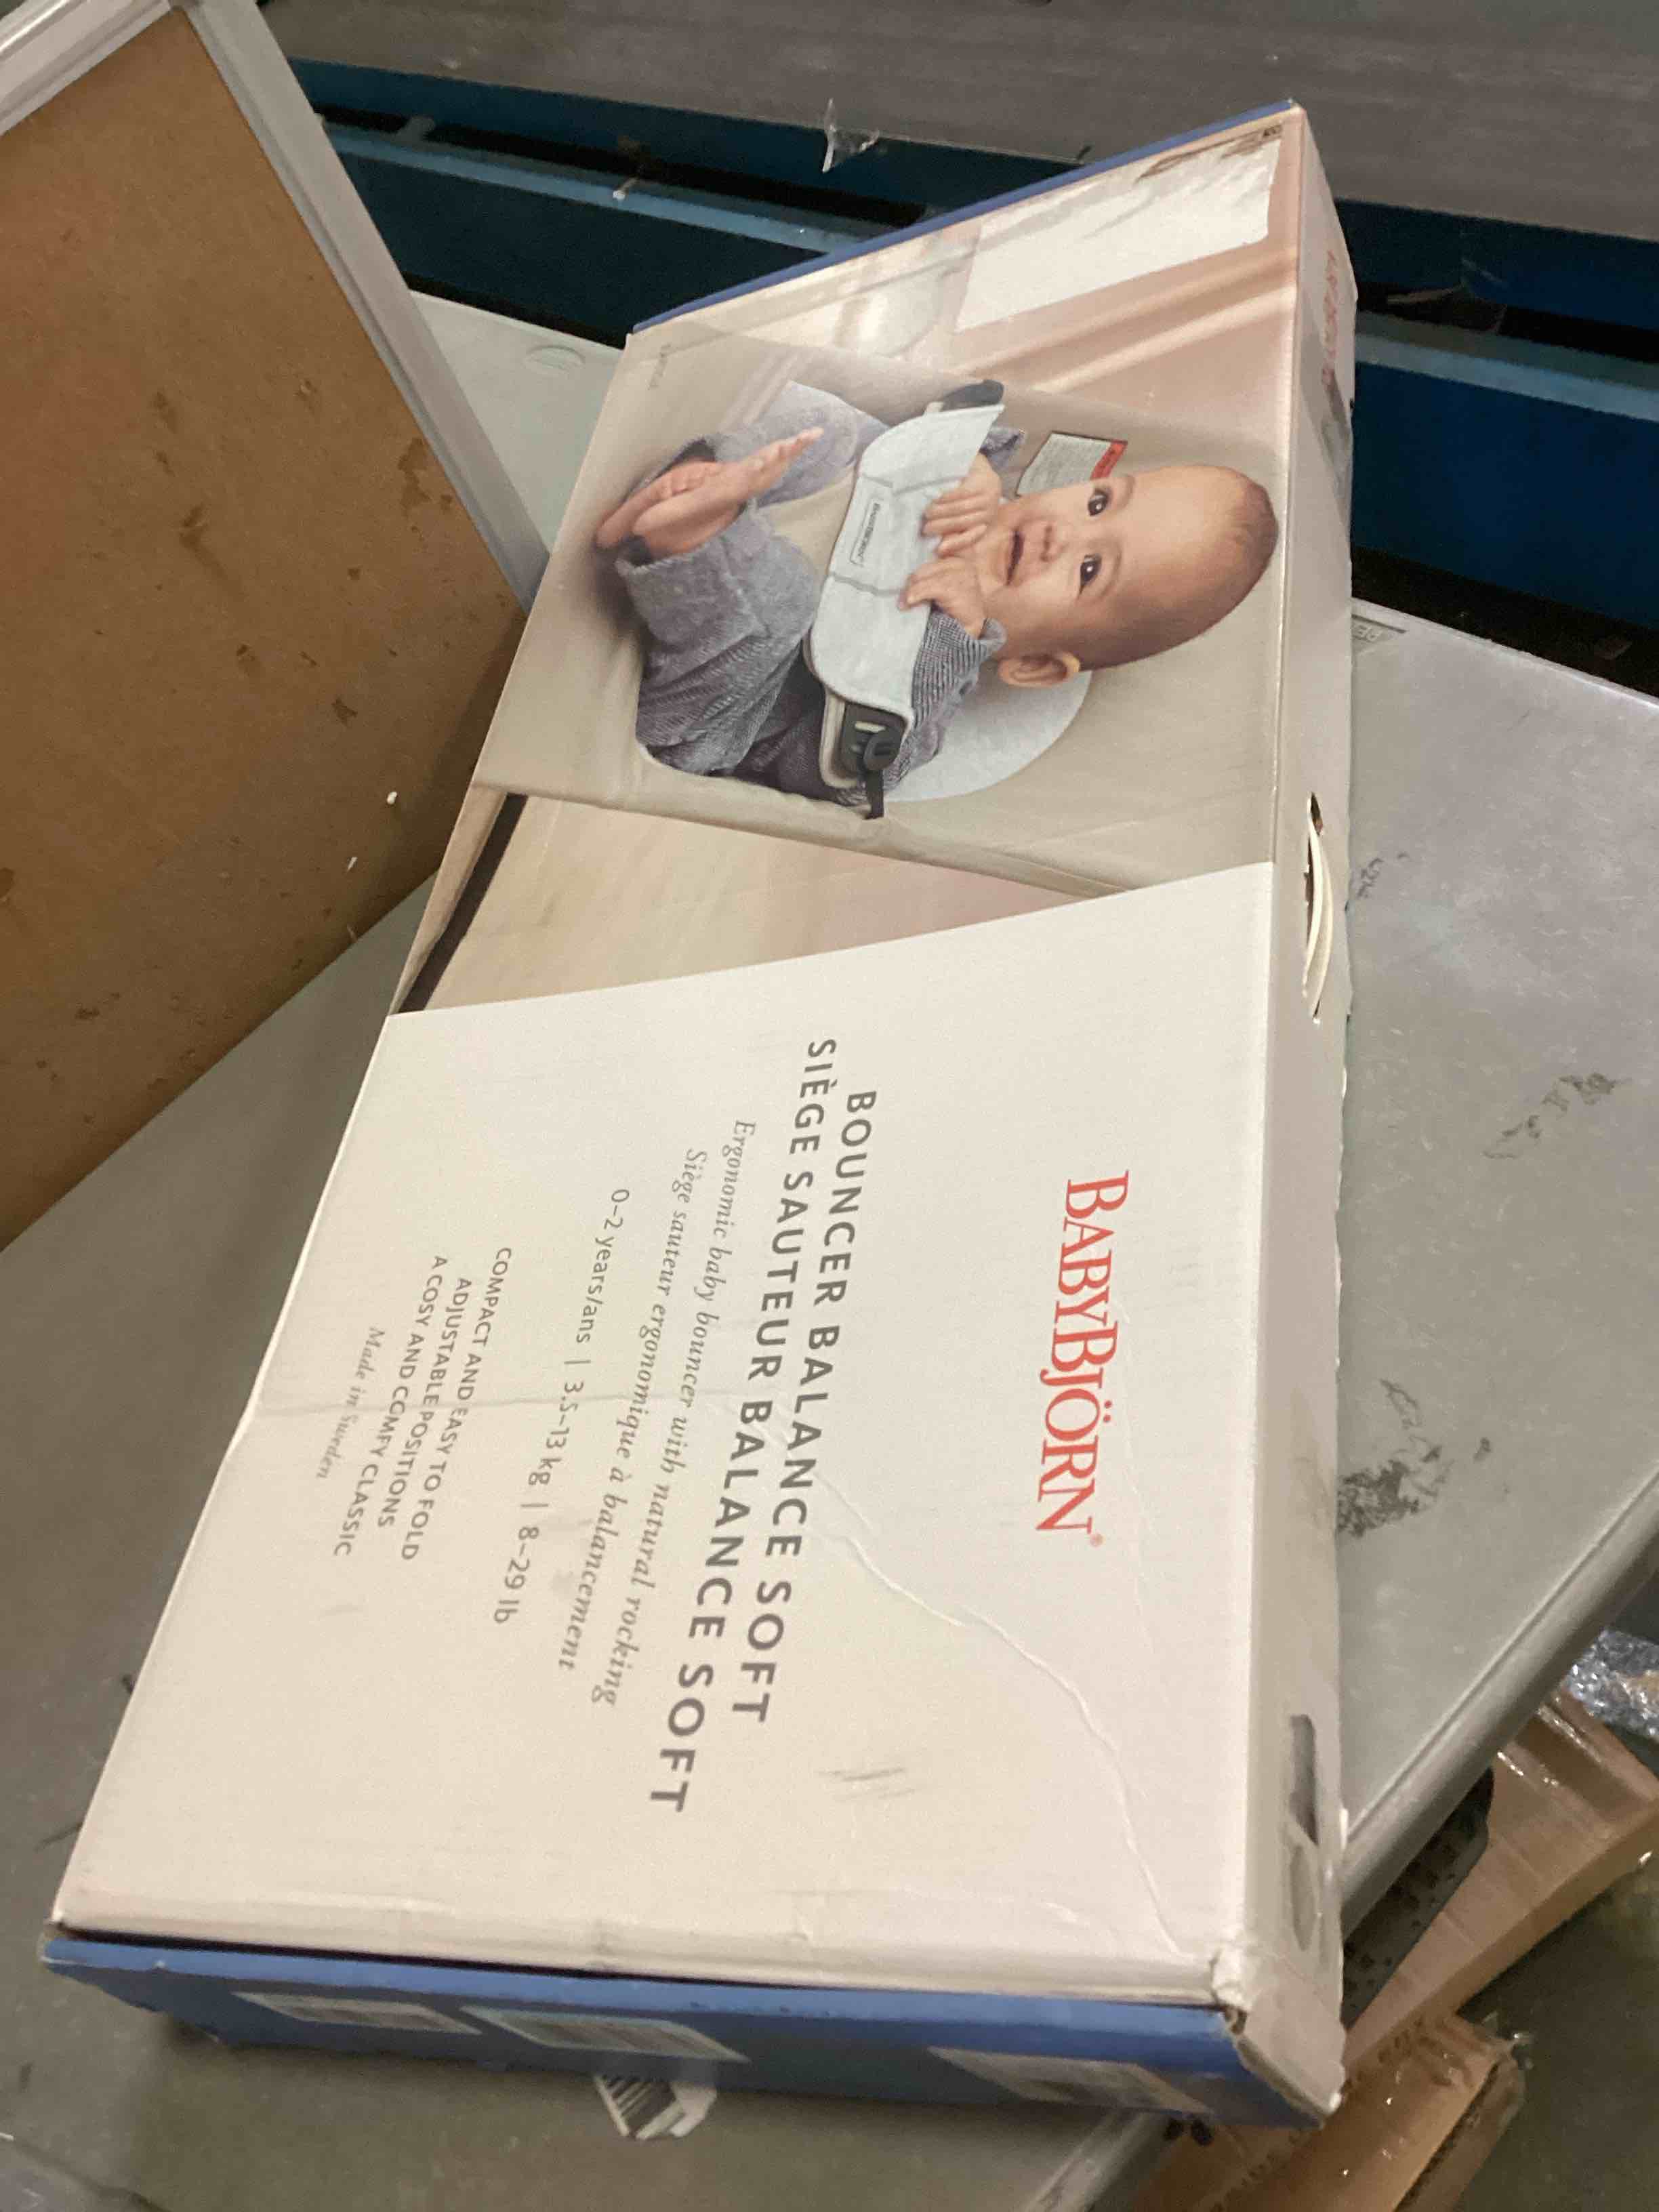 BABYBJÖRN®
BOUNCER BALANCE SOFT
SIÈGE SAUTEUR BALANCE SOFT
Ergonomic baby bouncer with natural rocking
Siège sauteur ergonomique à balancement
0–2 years/ans | 3.5–13 kg | 8–29 lb
COMPACT AND EASY TO FOLD
ADJUSTABLE POSITIONS
A COSY AND COMFY CLASSIC
Made in Sweden
BABYBJÖRN